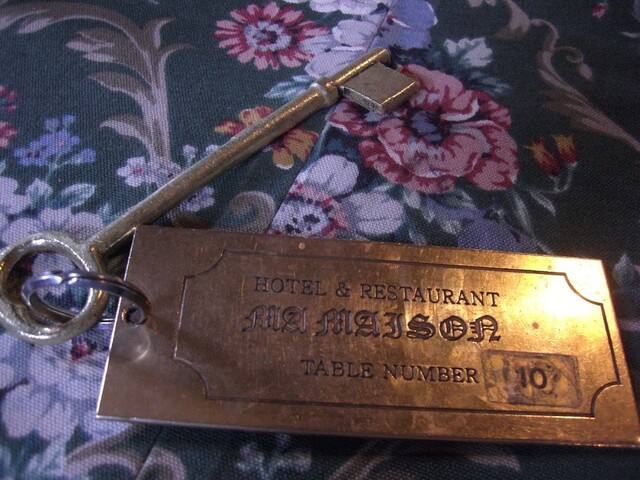 HOTEL & RESTAURANT
MA MAISON
TABLE NUMBER 10